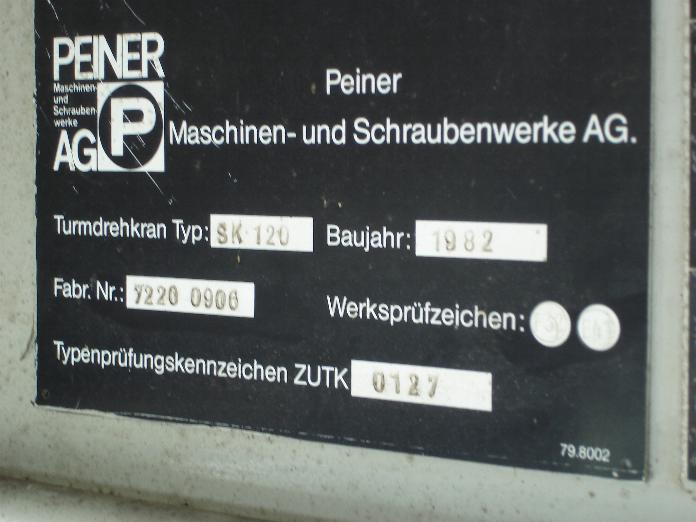 PEINER
Maschinen-
und
Schrauben-
werke
AG P
Peiner
Maschinen- und Schraubenwerke AG.
Turmdrehkran Typ: SK 120 Baujahr: 1982
Fabr. Nr.: 7220 0906 Werksprüfzeichen:
Typenprüfungskennzeichen ZUTK 0127
79.8002